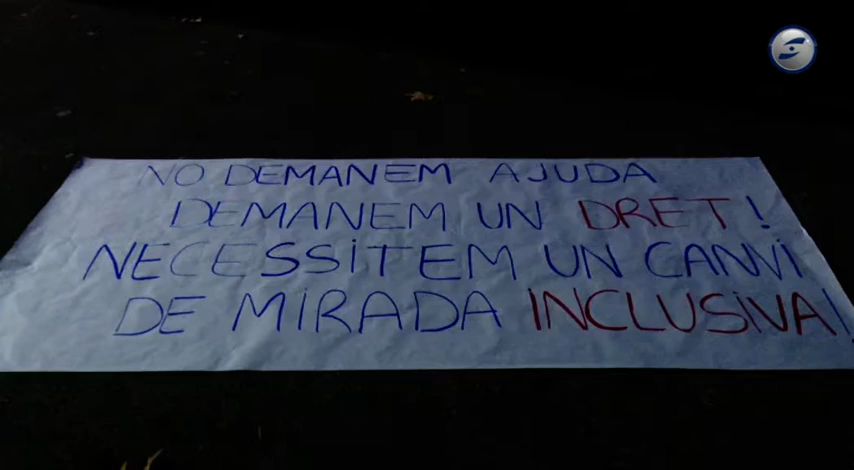 NO DEMANEM AJUDA
DEMANEM UN DRET!
NECESSITEM UN CANVI
DE MIRADA INCLUSIVA!